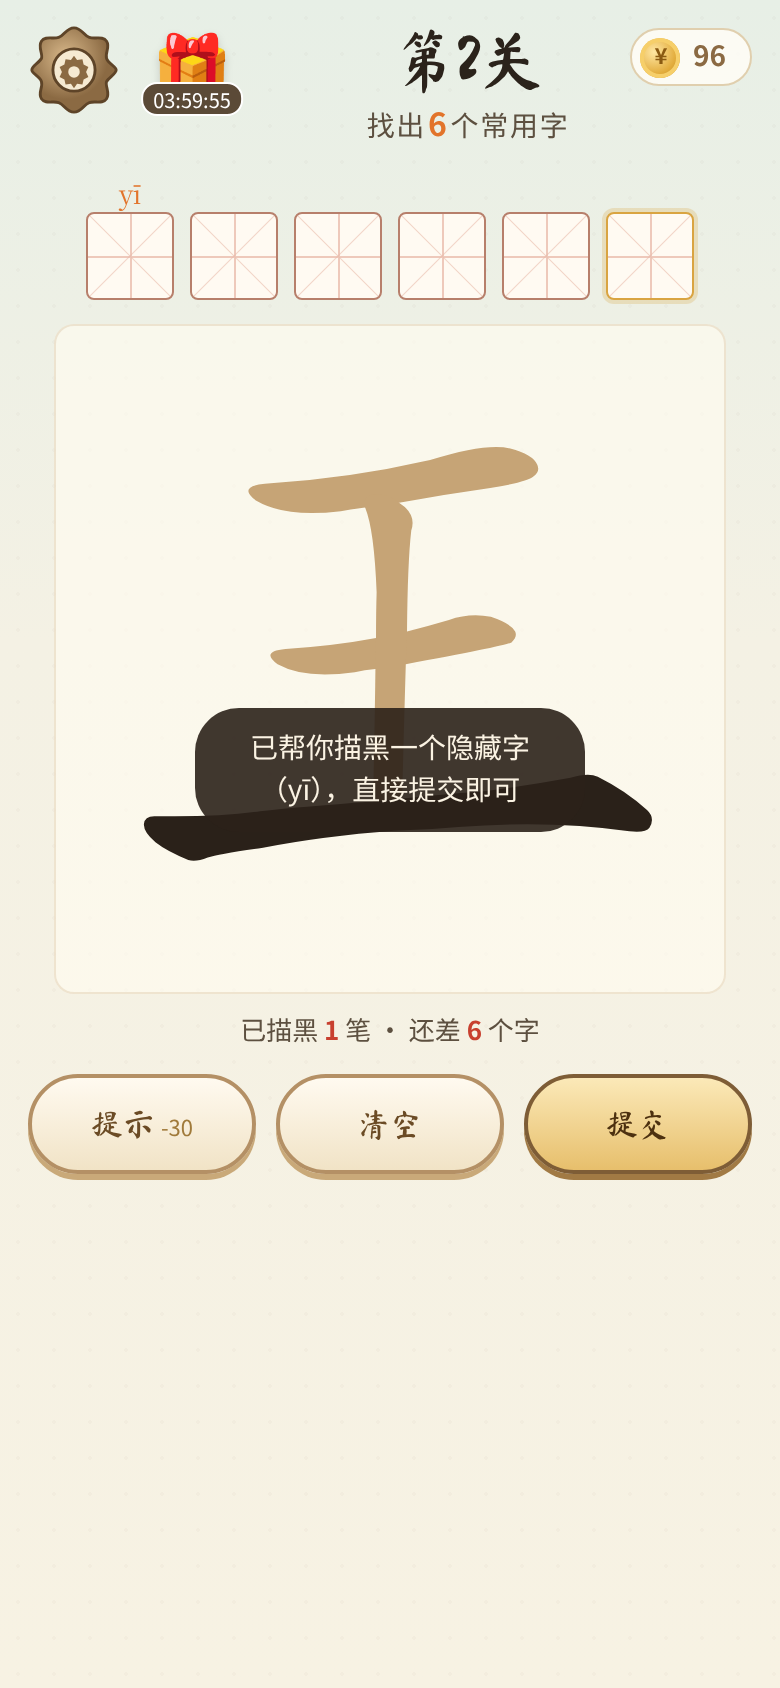 第2关
¥ 96
03:59:55
找出6个常用字
yī
王
已帮你描黑一个隐藏字
（yī），直接提交即可
已描黑 1 笔 · 还差 6 个字
提示 -30
清空
提交